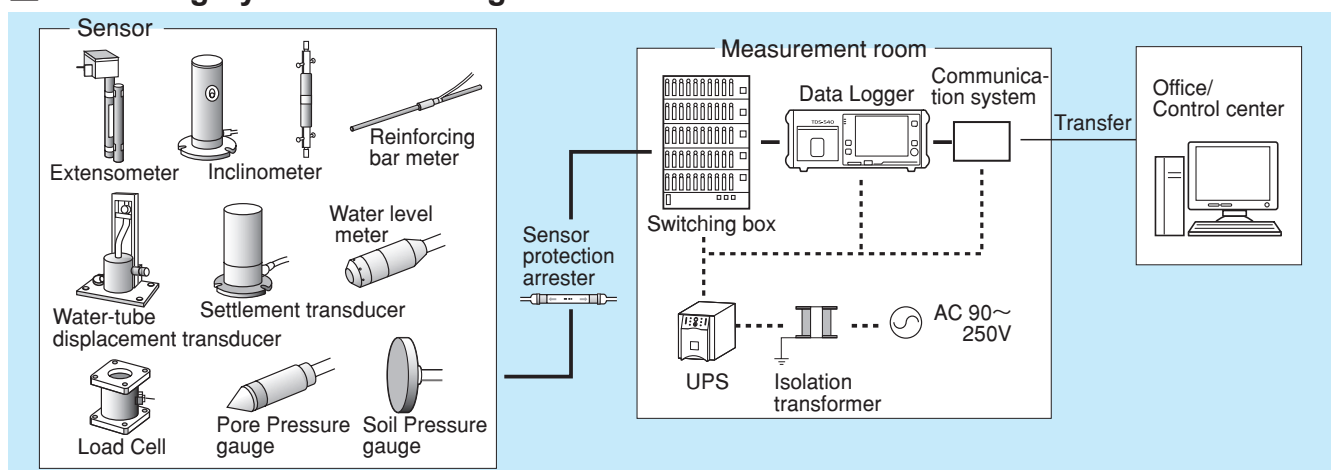 Sensor
Extensometer
Inclinometer
Reinforcing
bar meter
Water-tube
displacement transducer
Settlement transducer
Water level
meter
Load Cell
Pore Pressure
gauge
Soil Pressure
gauge
Sensor
protection
arrester
Measurement room
Switching box
Data Logger
TDS-540
Communica-
tion system
UPS
Isolation
transformer
AC 90～
250V
Transfer
Office/
Control center